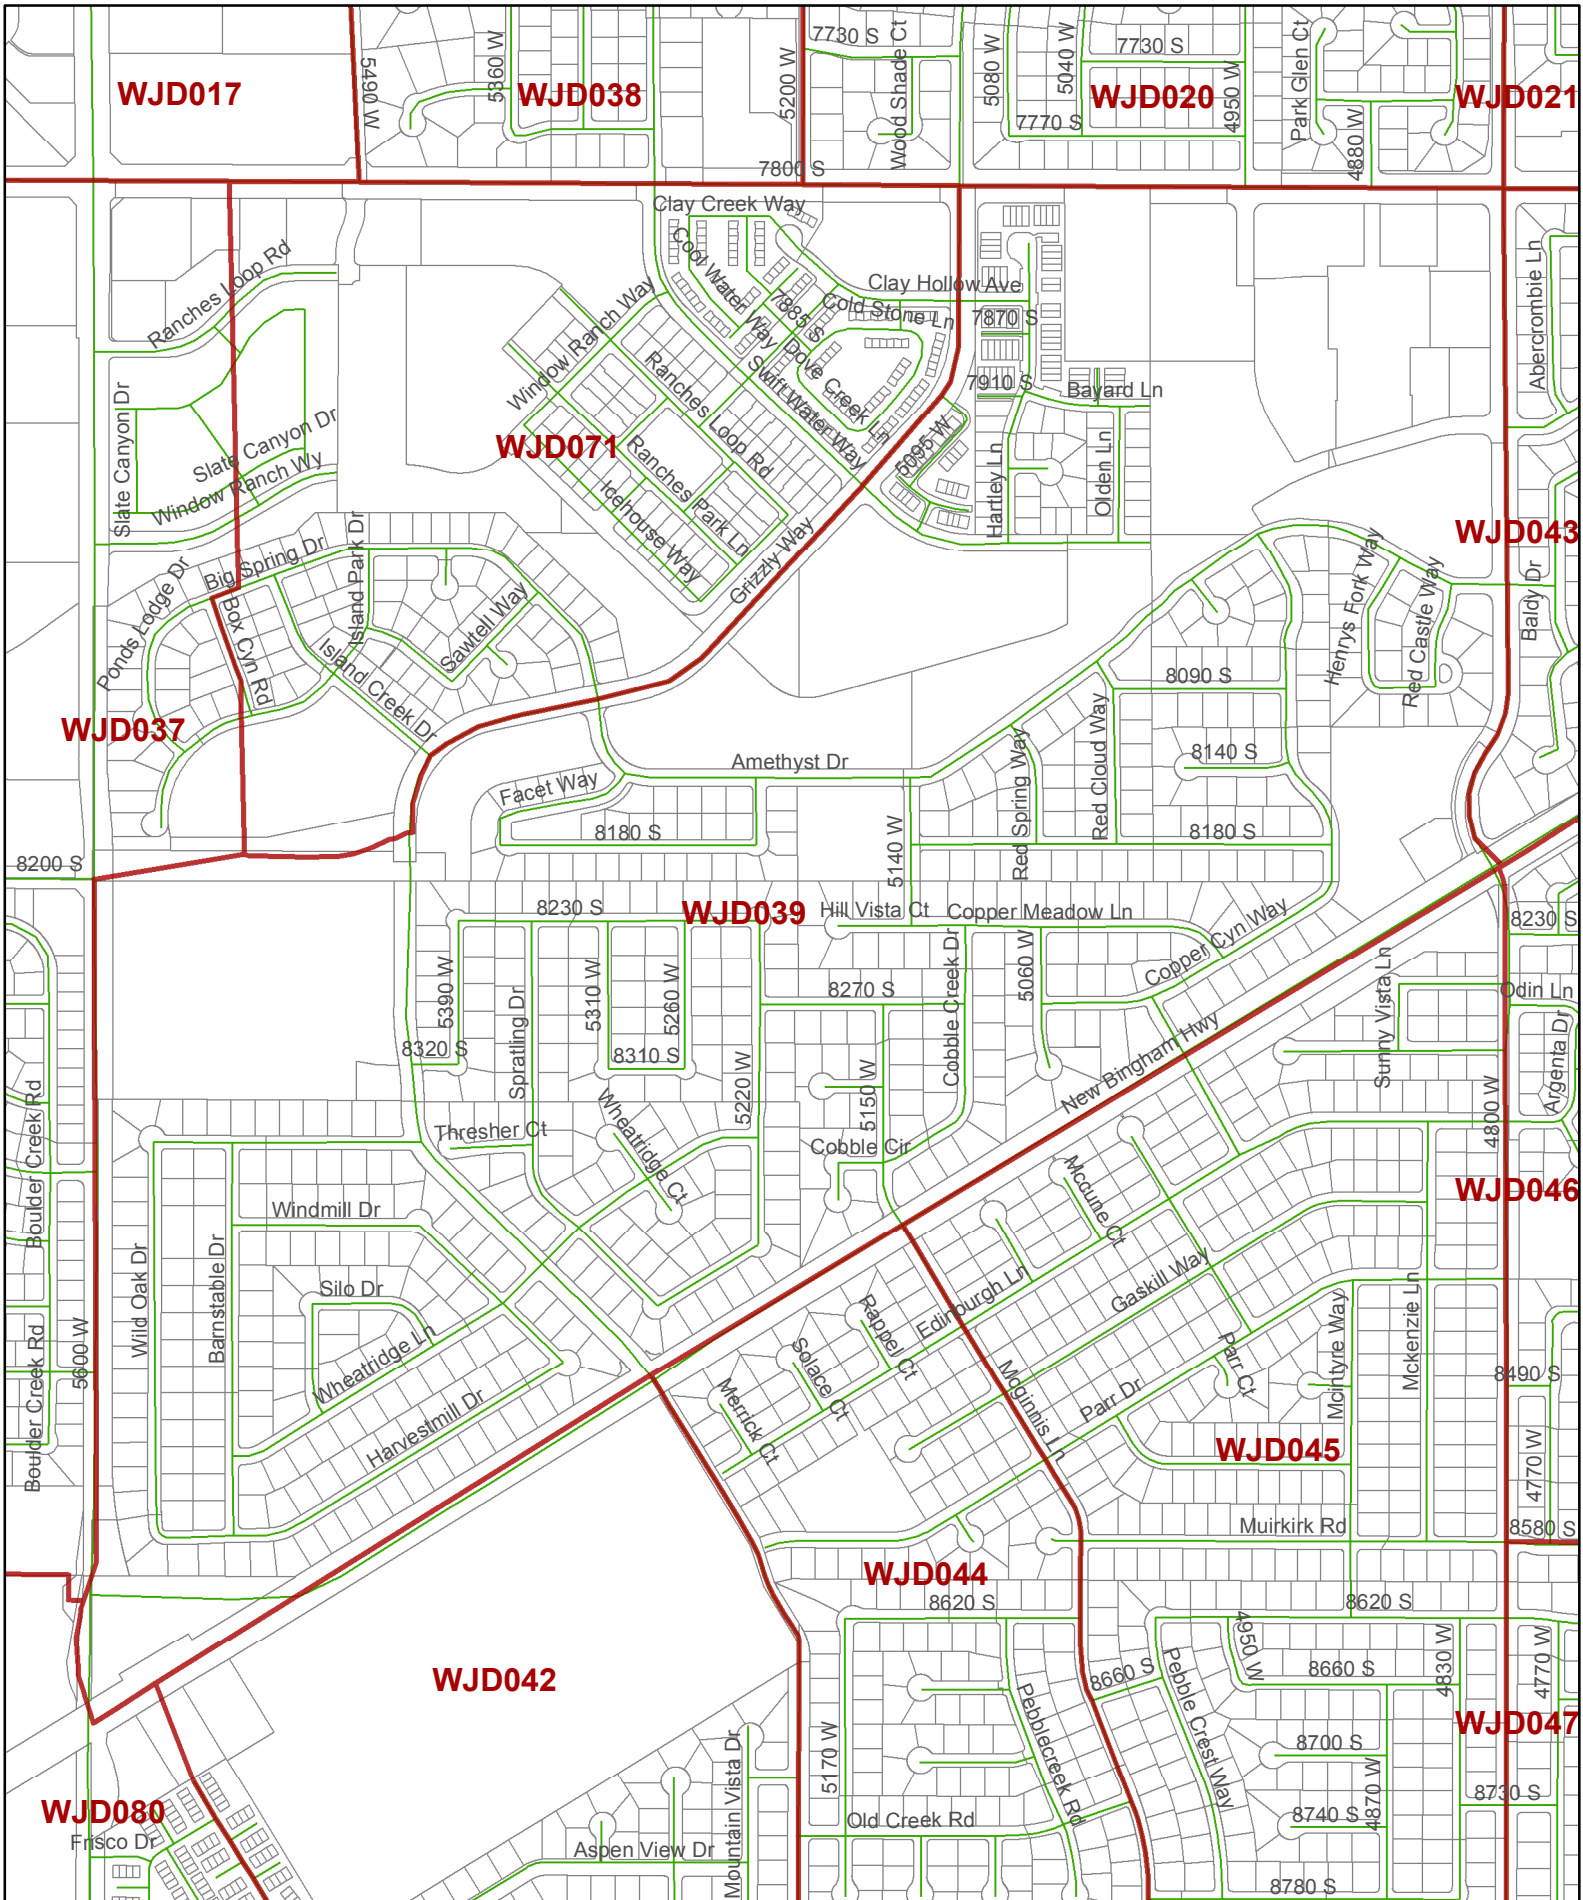 7730 S
Wood Shade Ct
5490 W
5360 W
5200 W
5080 W
5040 W
7730 S
4950 W
Park Glen Ct
WJD017
WJD038
WJD020
WJD021
7770 S
4880 W
7800 S
Clay Creek Way
Cool Water Way
Ranches Loop Rd
Clay Hollow Ave
Cold Stone Ln
7885 S
7870 S
Abercrombie Ln
Window Ranch Way
Ranches Loop Rd
Swift Water Way
Dove Creek Ln
7910 S
Bayard Ln
Slate Canyon Dr
Slate Canyon Dr
Window Ranch Wy
WJD071
Ranches Park Ln
Icehouse Way
5095 W
Hartley Ln
Olden Ln
WJD043
Grizzly Way
Big Spring Dr
Island Park Dr
Ponds Lodge Dr
Box Cyn Rd
Sawtell Way
Island Creek Dr
Henrys Fork Way
Red Castle Way
Baldy Dr
8090 S
WJD037
Amethyst Dr
Facet Way
Red Spring Way
Red Cloud Way
8140 S
8180 S
8180 S
5140 W
8200 S
8230 S
WJD039
Hill Vista Ct
Copper Meadow Ln
Copper Cyn Way
8230 S
5390 W
Spratling Dr
5310 W
5260 W
8270 S
Cobble Creek Dr
5060 W
Sunny Vista Ln
Odin Ln
8320 S
8310 S
New Bingham Hwy
Argenta Dr
5220 W
5150 W
4800 W
Boulder Creek Rd
Thresher Ct
Wheatridge Ct
Cobble Cir
Mccune Ct
WJD046
Windmill Dr
Wild Oak Dr
Barnstable Dr
Silo Dr
Edinburgh Ln
Gaskill Way
Rappel Ct
Solace Ct
Merrick Ct
Mcginnis Ln
Parr Dr
Parr Ct
Mcintyre Way
Mckenzie Ln
Boulder Creek Rd
5600 W
Wheatridge Ln
Harvestmill Dr
8490 S
WJD045
4770 W
Muirkirk Rd
8580 S
WJD044
8620 S
8620 S
4950 W
WJD042
8660 S
8660 S
4830 W
4770 W
Pebble Crest Way
Pebblecreek Rd
5170 W
WJD047
8700 S
4870 W
Mountain Vista Dr
8730 S
WJD080
Frisco Dr
Old Creek Rd
8740 S
Aspen View Dr
8780 S